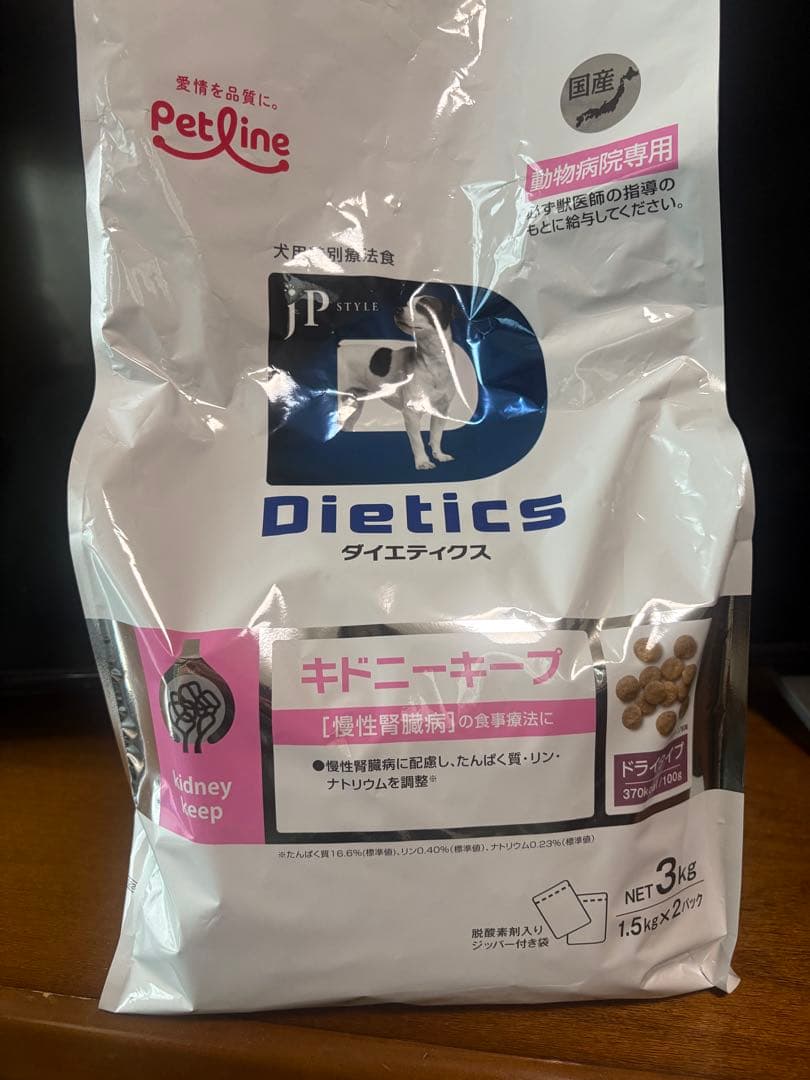 愛情を品質に。
Petline
国産
動物病院専用
必ず獣医師の指導の
もとに給与してください。
犬用 別療法食
jP STYLE
Dietics
ダイエティクス
キドニーキープ
[慢性腎臓病]の食事療法に
●慢性腎臓病に配慮し、たんぱく質・リン・
ナトリウムを調整※
kidney
keep
ドライタイプ
370kcal/100g
※たんぱく質16.6%(標準値)、リン0.40%(標準値)、ナトリウム0.23%(標準値)
NET 3kg
1.5kg×2パック
脱酸素剤入り
ジッパー付き袋